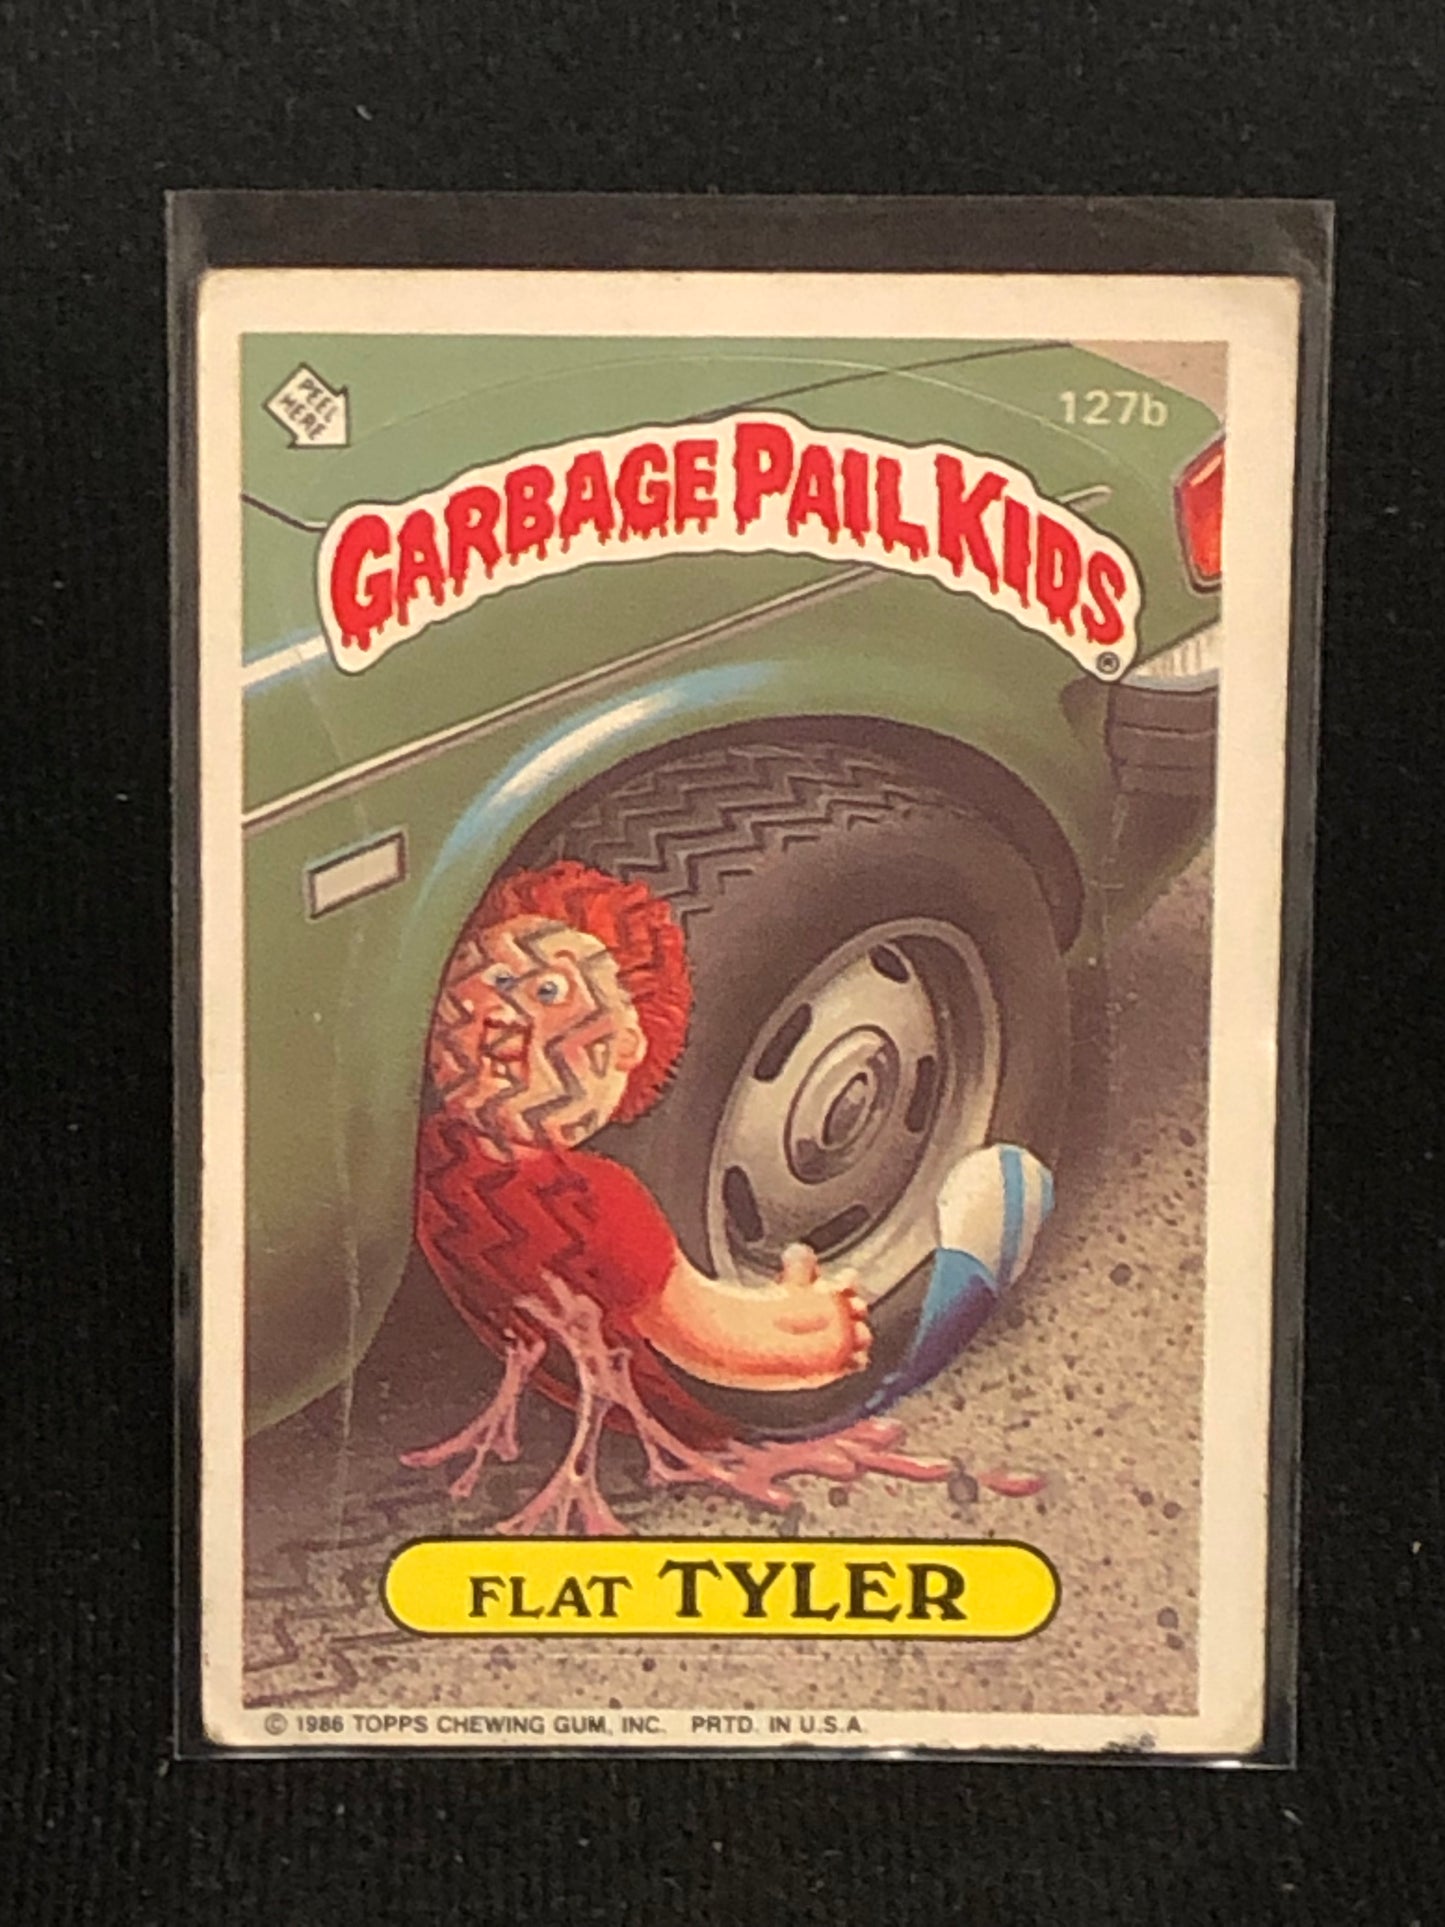 PEEL
HERE
127b
GARBAGE PAIL KIDS
®
FLAT TYLER
© 1986 TOPPS CHEWING GUM, INC. PRTD. IN U.S.A.